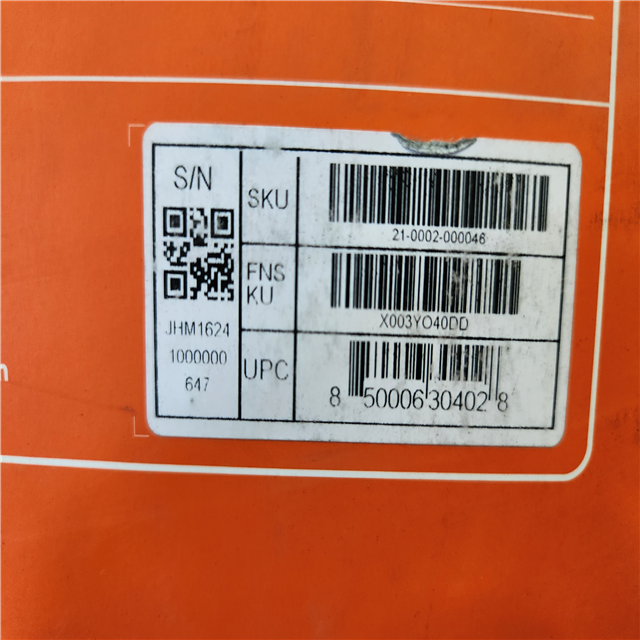 S/N
JHM1624
1000000
647
SKU
21-0002-000046
FNS
KU
X003YO40DD
UPC
8 50006 30402 8
n